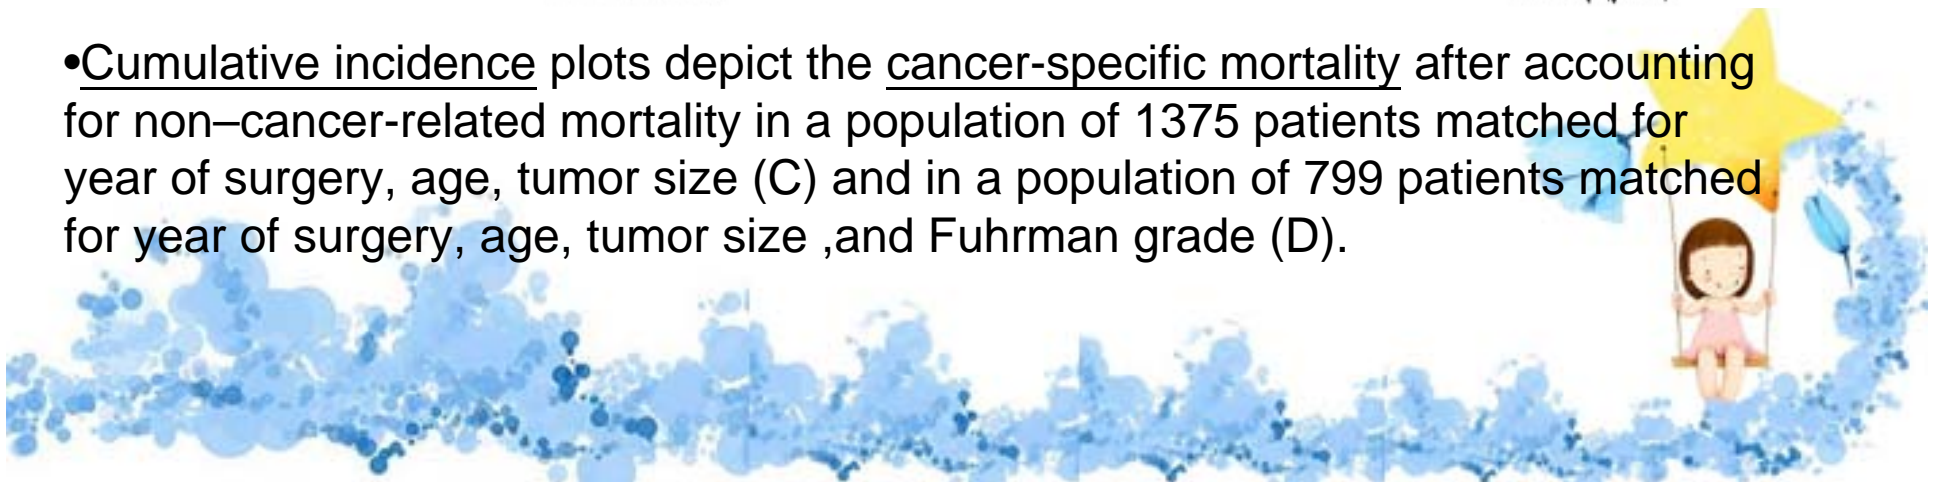 •Cumulative incidence plots depict the cancer-specific mortality after accounting
for non–cancer-related mortality in a population of 1375 patients matched for
year of surgery, age, tumor size (C) and in a population of 799 patients matched
for year of surgery, age, tumor size ,and Fuhrman grade (D).